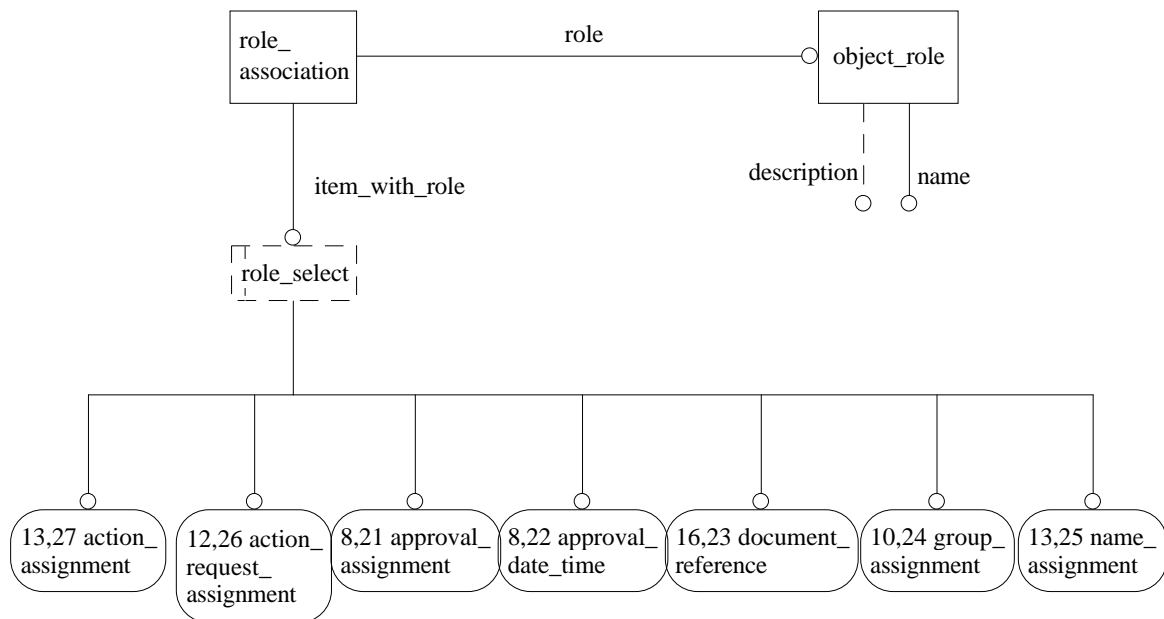 role_
association
role
object_role
description
name
item_with_role
role_select
13,27 action_
assignment
12,26 action_
request_
assignment
8,21 approval_
assignment
8,22 approval_
date_time
16,23 document_
reference
10,24 group_
assignment
13,25 name_
assignment